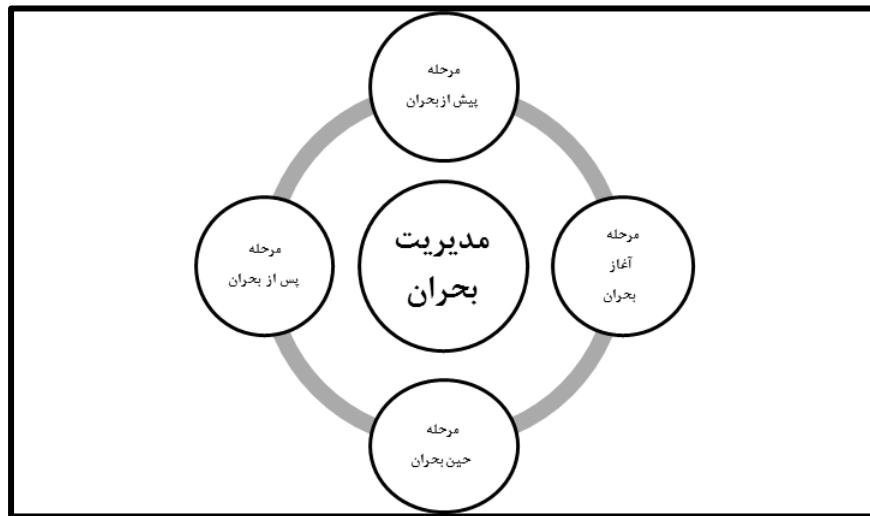 مرحله
پیش از بحران
مدیریت
بحران
مرحله
آغاز
بحران
مرحله
حین بحران
مرحله
پس از بحران